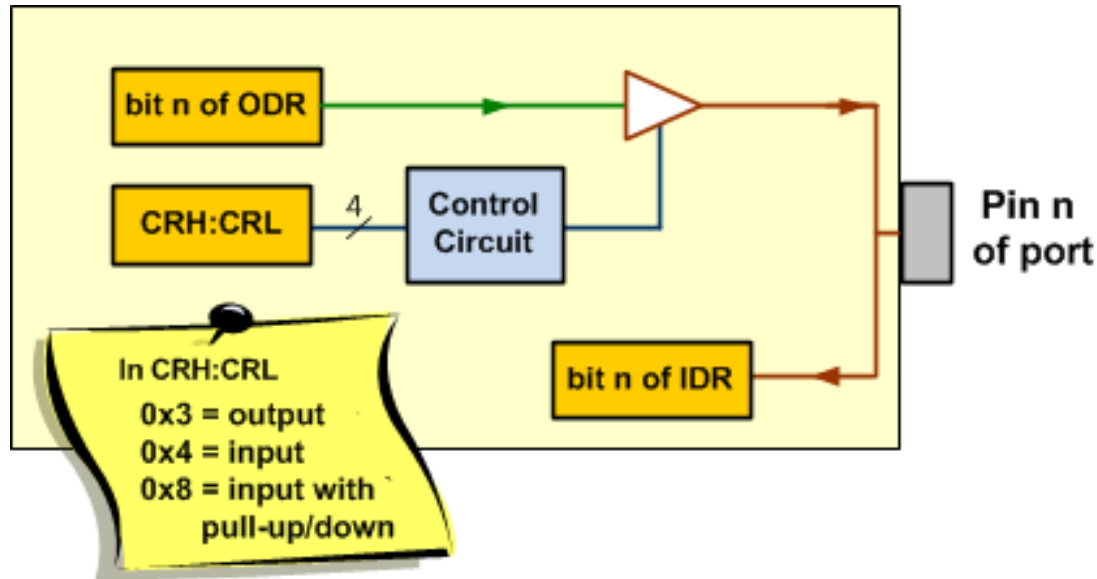 bit n of ODR
CRH:CRL
4
Control
Circuit
Pin n
of port
bit n of IDR
In CRH:CRL
0x3 = output
0x4 = input
0x8 = input with
pull-up/down